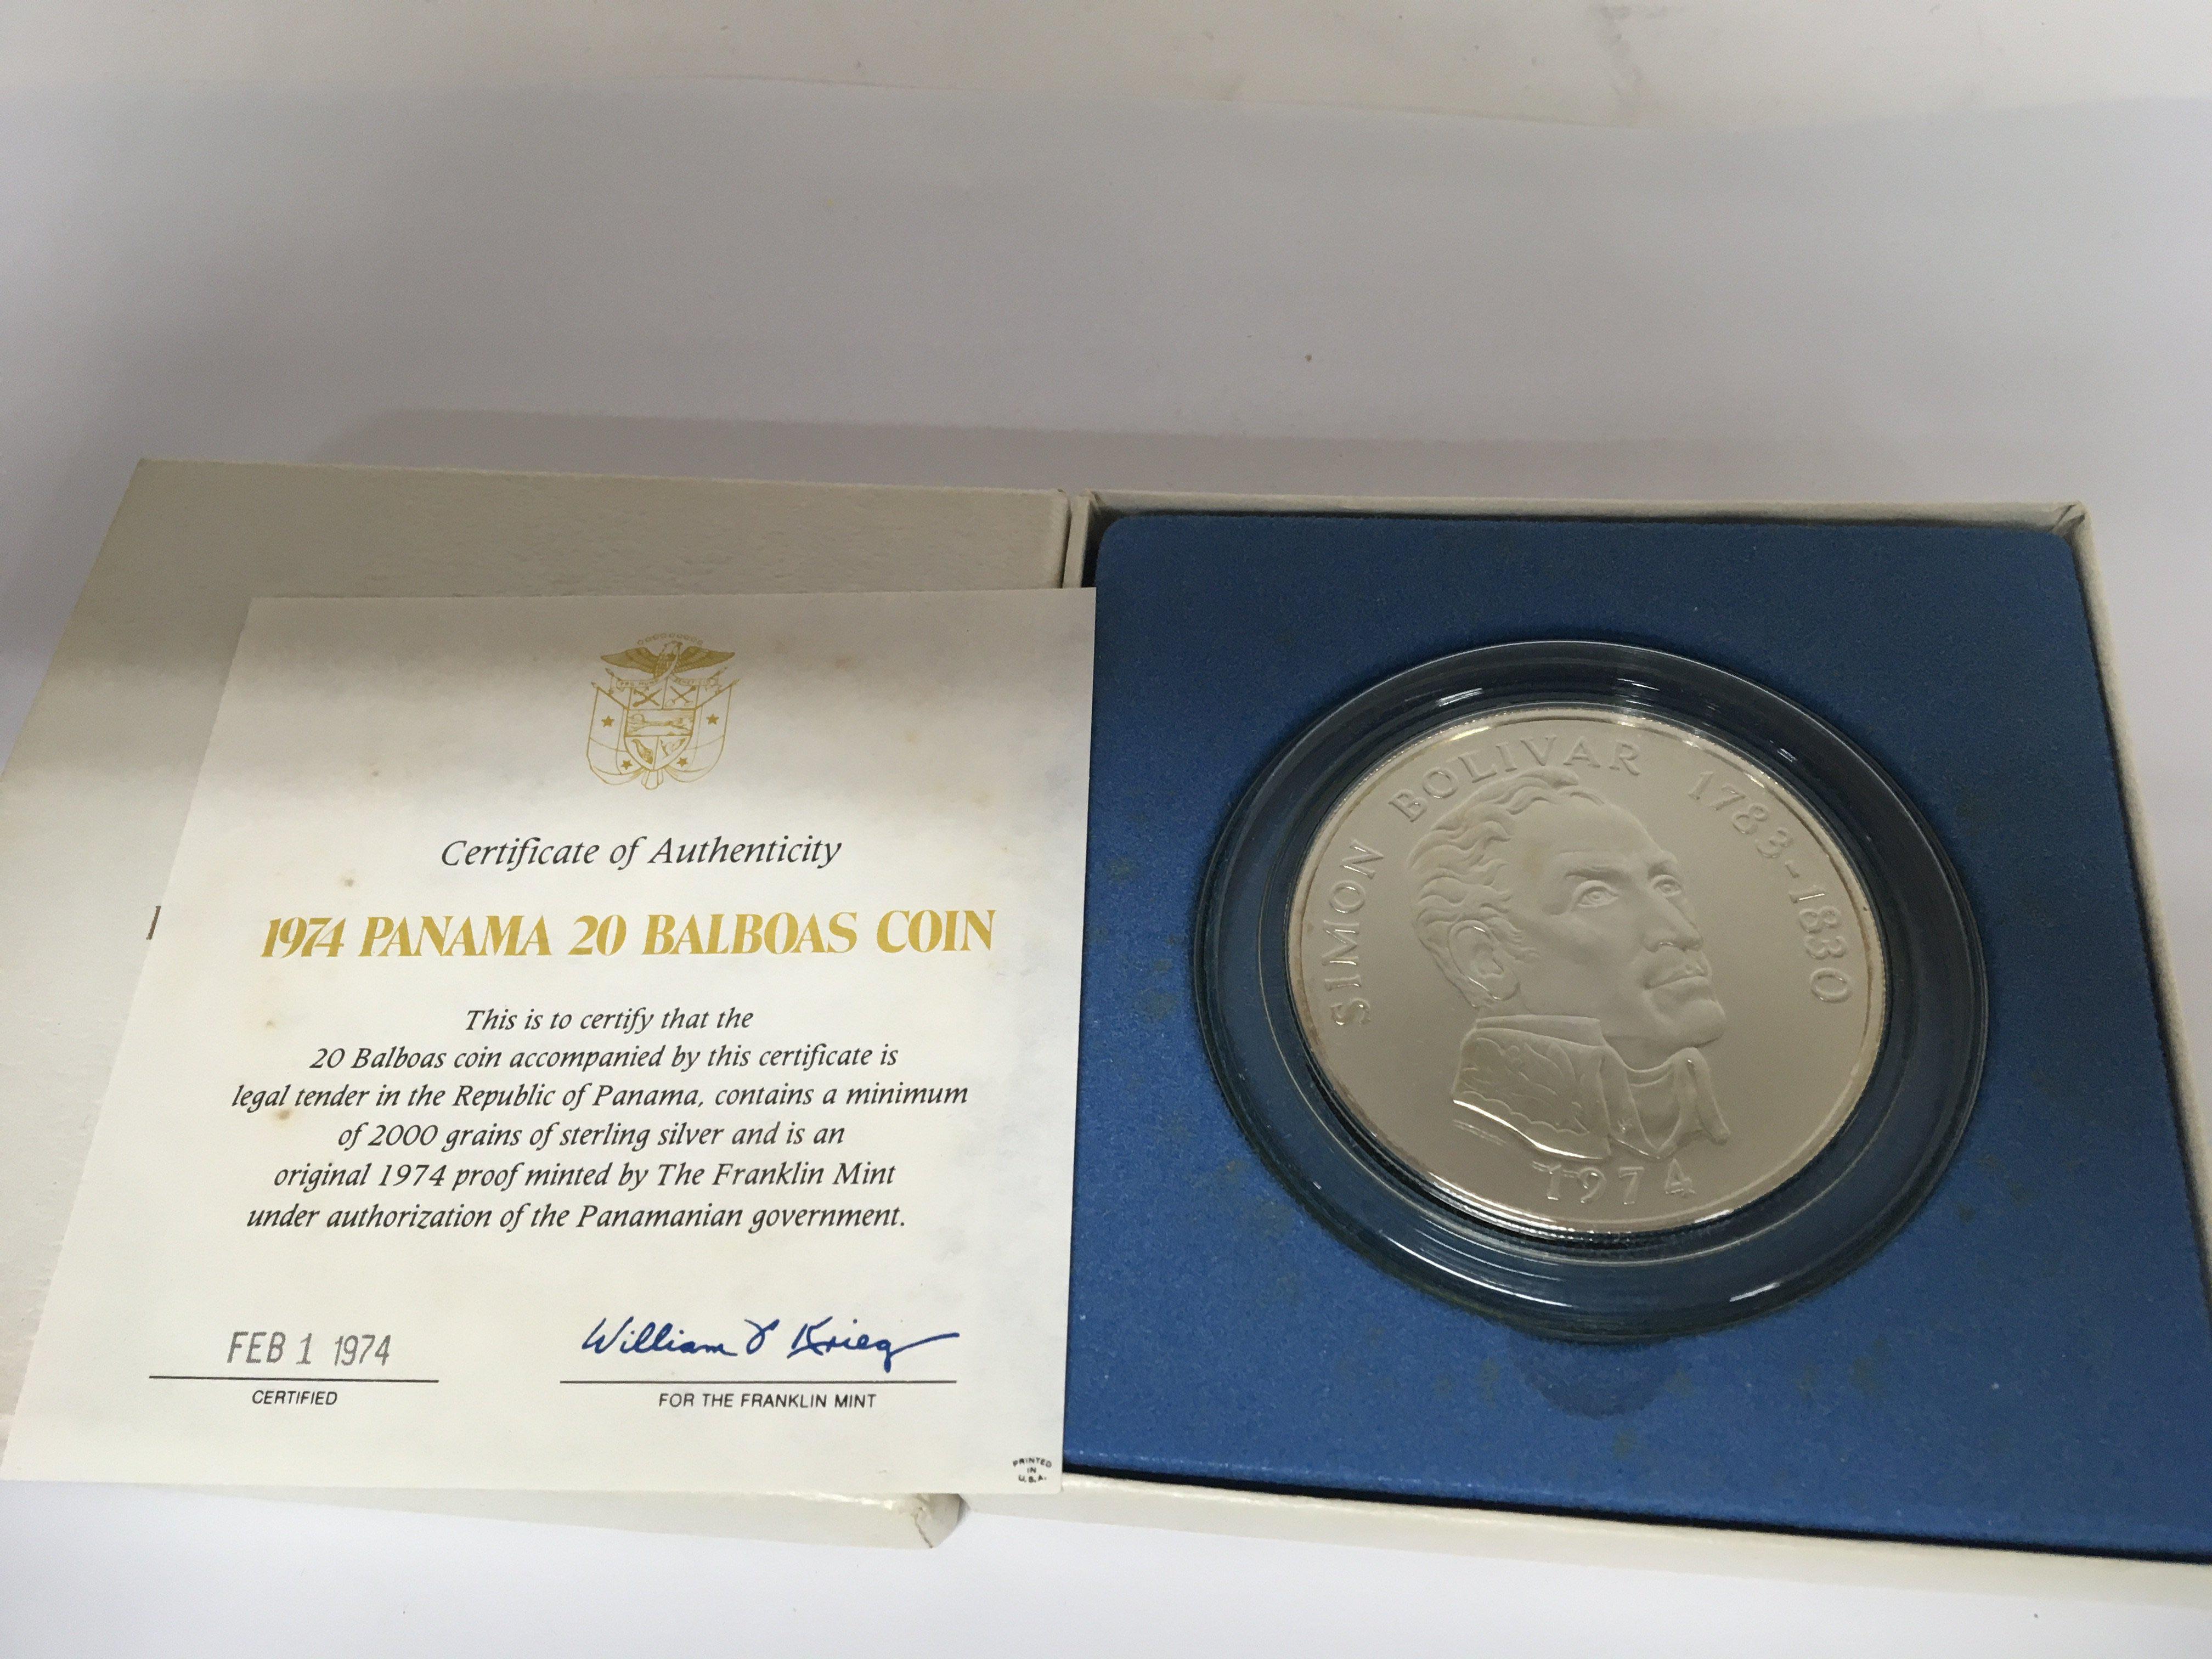 Certificate of Authenticity
1974 PANAMA 20 BALBOAS COIN
This is to certify that the
20 Balboas coin accompanied by this certificate is
legal tender in the Republic of Panama, contains a minimum
of 2000 grains of sterling silver and is an
original 1974 proof minted by The Franklin Mint
under authorization of the Panamanian government.
FEB 1 1974
CERTIFIED
William J Krieg
FOR THE FRANKLIN MINT
PRINTED
IN
U.S.A.
SIMON BOLIVAR 1783-1830
1974